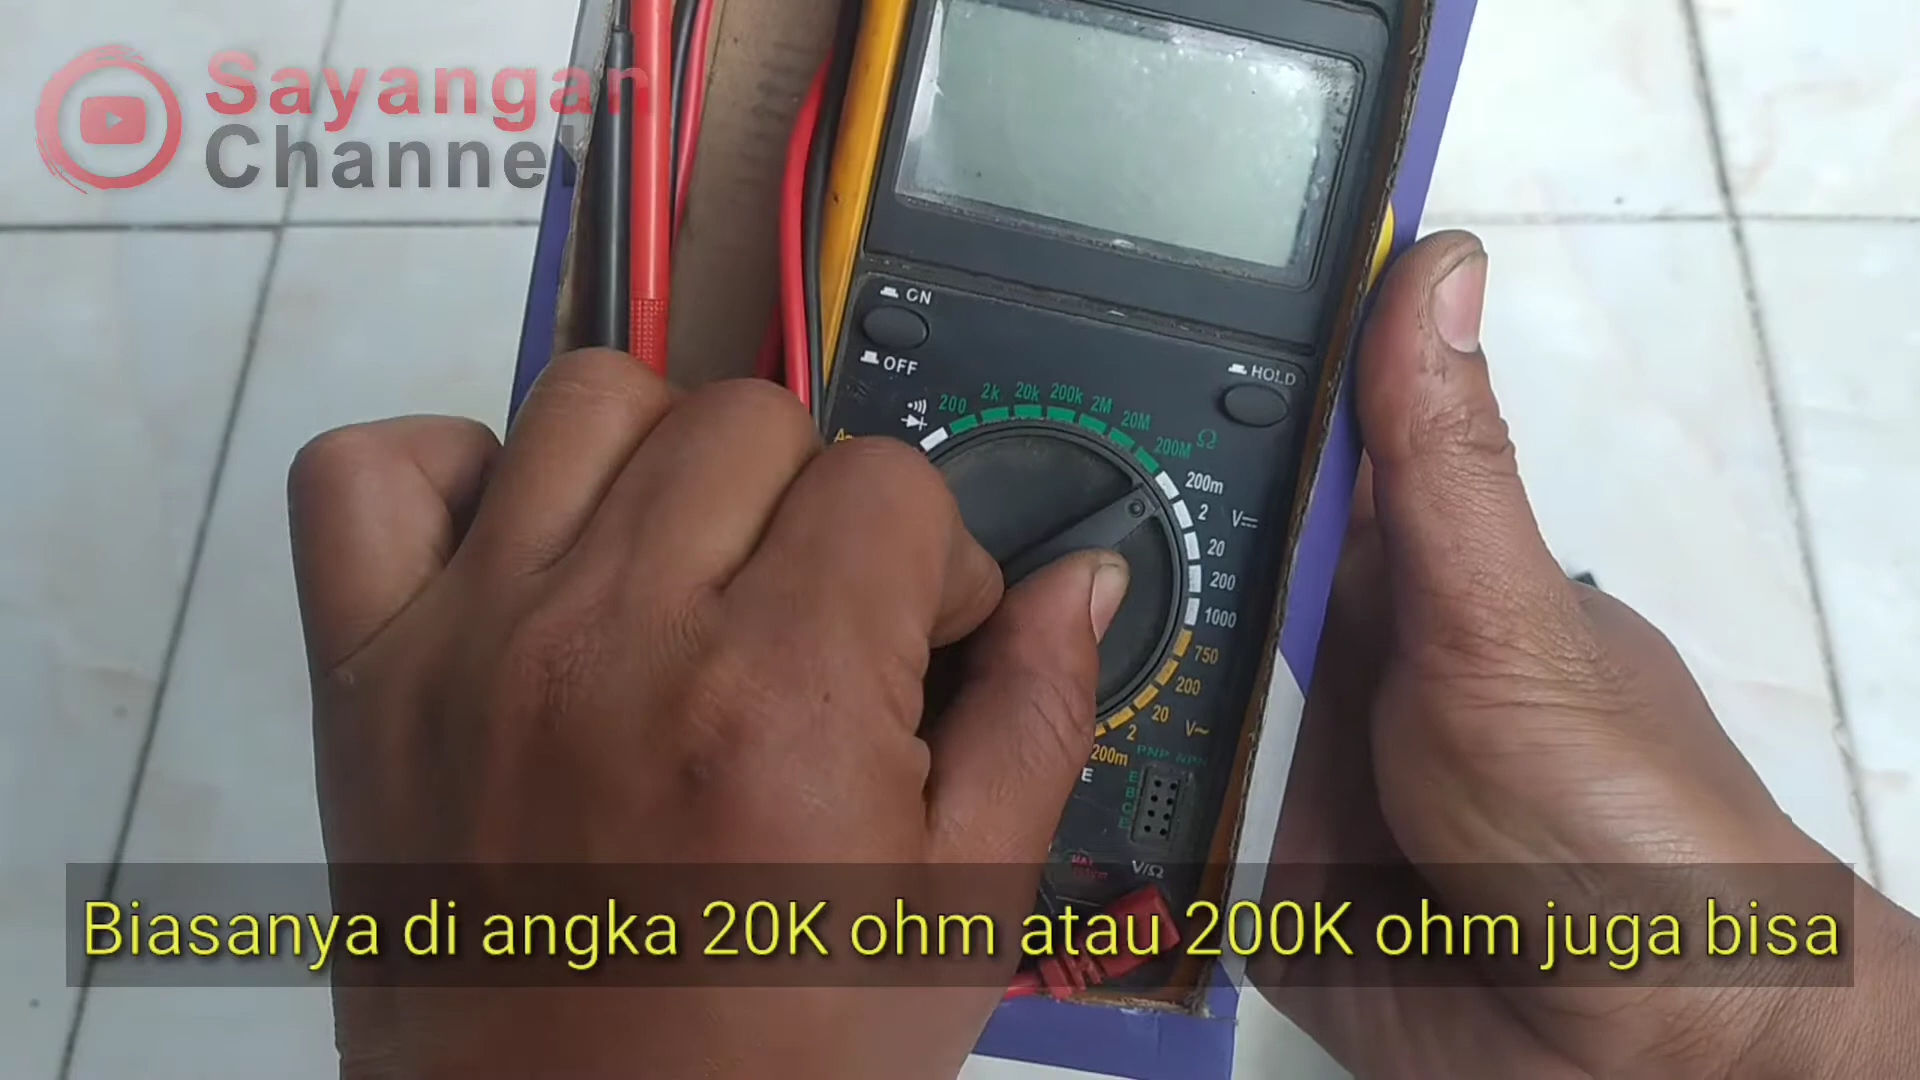 Sayangan
Channel
ON
OFF
HOLD
200 2k 20k 200k 2M 20M 200M Ω
200m
2 V
20
200
1000
750
200
20
2 V~
200m
PNP NPN
E
E
B
C
E
MAX
V/Ω
Biasanya di angka 20K ohm atau 200K ohm juga bisa